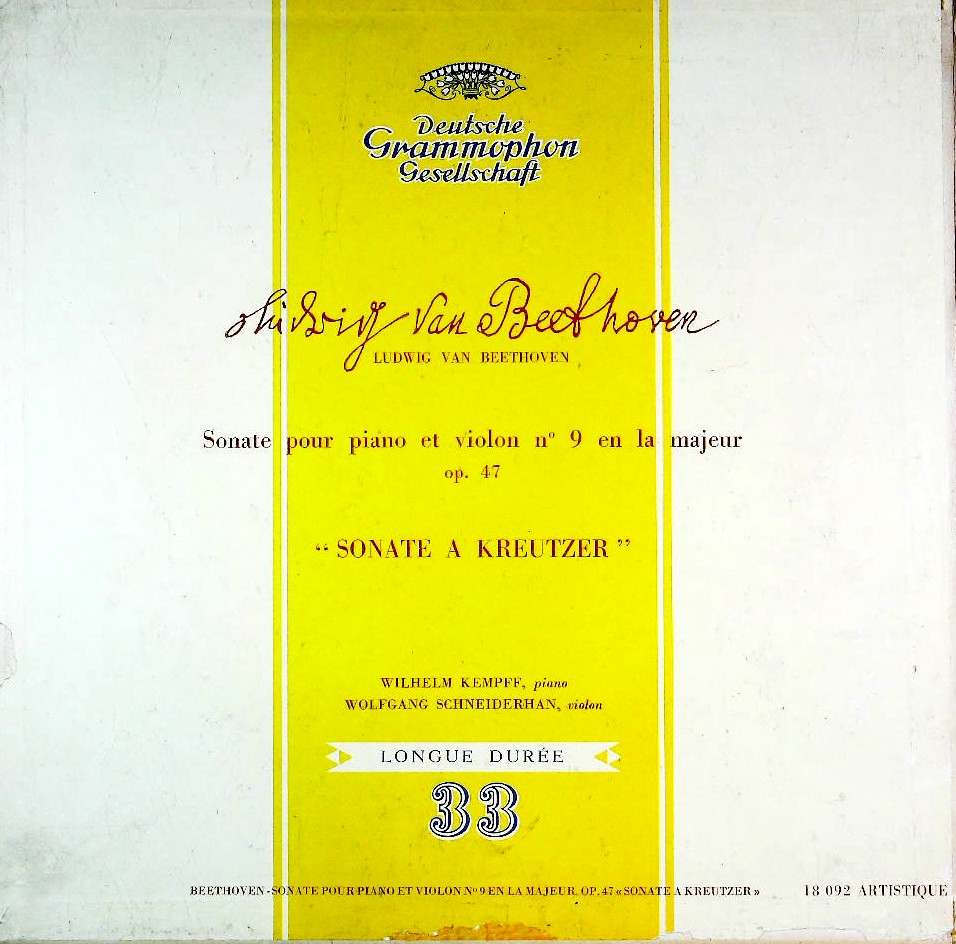 Deutsche
Grammophon
Gesellschaft
Ludwig van Beethoven
LUDWIG VAN BEETHOVEN
Sonate pour piano et violon nº 9 en la majeur
op. 47
“ SONATE A KREUTZER ”
WILHELM KEMPFF, piano
WOLFGANG SCHNEIDERHAN, violon
LONGUE DURÉE
33
BEETHOVEN-SONATE POUR PIANO ET VIOLON Nº 9 EN LA MAJEUR. OP. 47 «SONATE A KREUTZER» 18 092 ARTISTIQUE